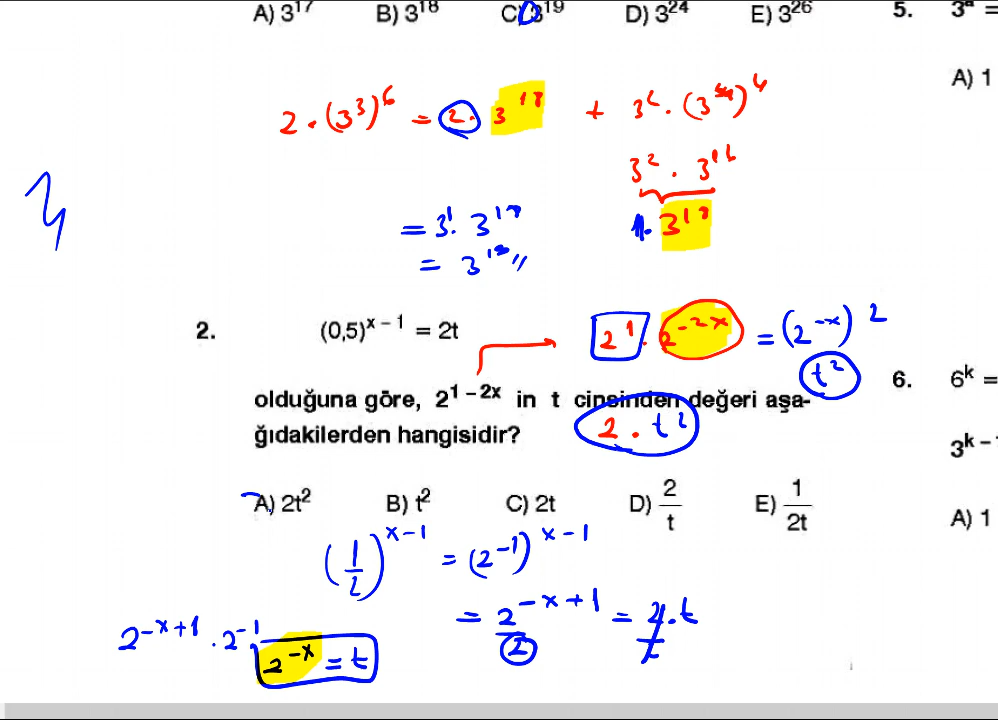 A) 3^17 B) 3^18 C) 3^19 D) 3^24 E) 3^26
2 . (3^3)^6 = 2 . 3^18 + 3^2 . (3^4)^4
3^2 . 3^16
= 3^1 . 3^18 1 . 3^18
= 3^19 //
2. (0,5)^x – 1 = 2t
2^1 . 2^-2x = (2^-x)^2
t^2
olduğuna göre, 2^1 – 2x in t cinsinden değeri aşa-
ğıdakilerden hangisidir?
2 . t^2
A) 2t^2 B) t^2 C) 2t D) 2/t E) 1/2t
(1/2)^x-1 = (2^-1)^x-1
= 2^-x+1 / 2 = 2.t
2^-x+1 . 2^-1
2^-x = t
5. 3^a =
A) 1
6. 6^k =
3^k –
A) 1